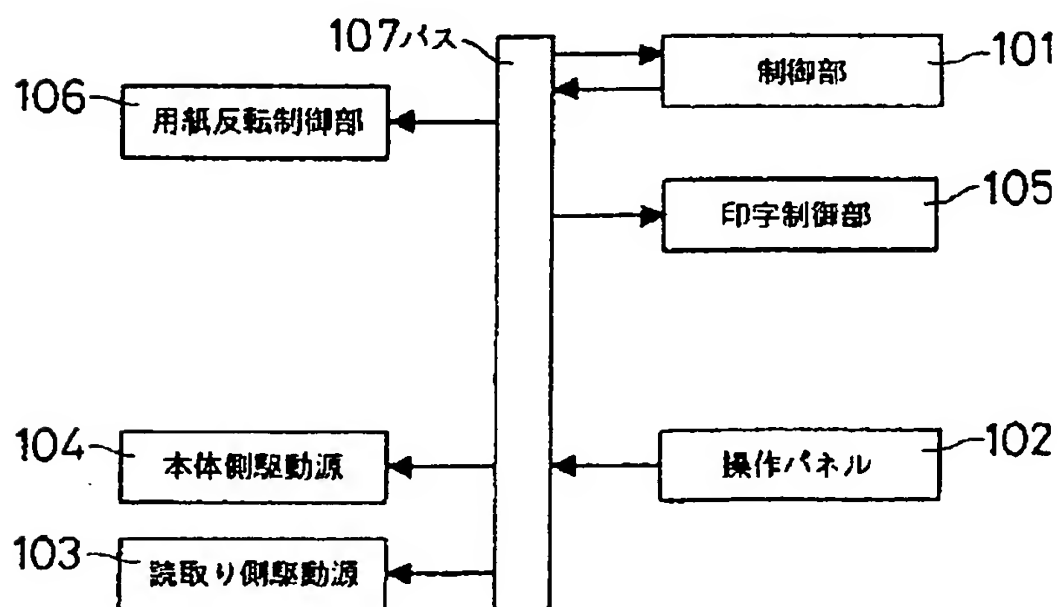 107バス
101
制御部
106
用紙反転制御部
105
印字制御部
104
本体側駆動源
102
操作パネル
103
読取り側駆動源